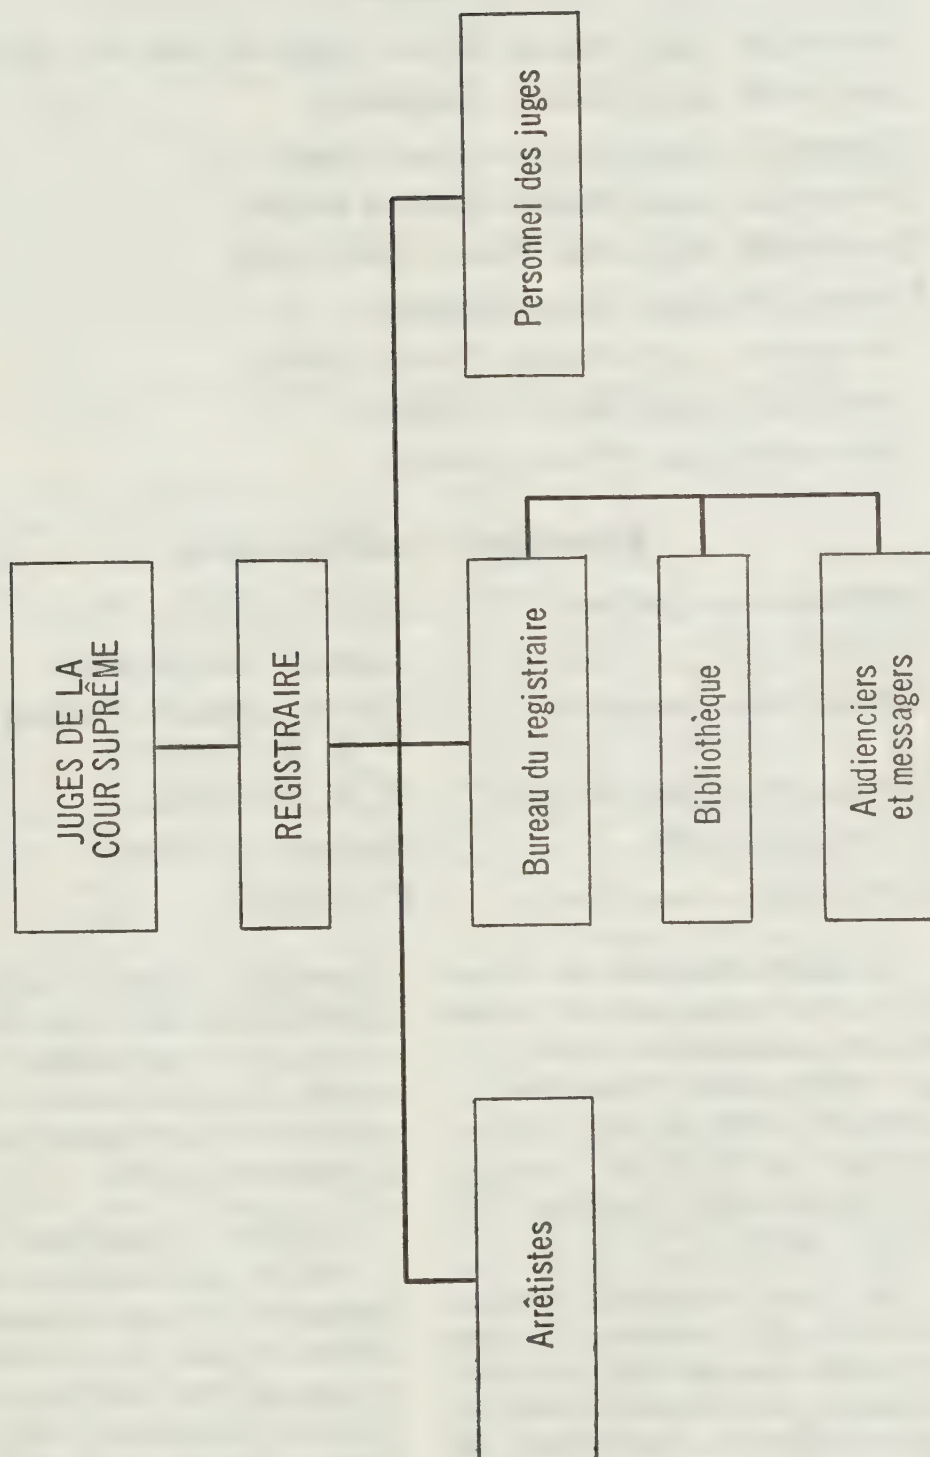 JUGES DE LA
COUR SUPRÊME
REGISTRAIRE
Arrêtistes
Bureau du registraire
Personnel des juges
Bibliothèque
Audienciers
et messagers